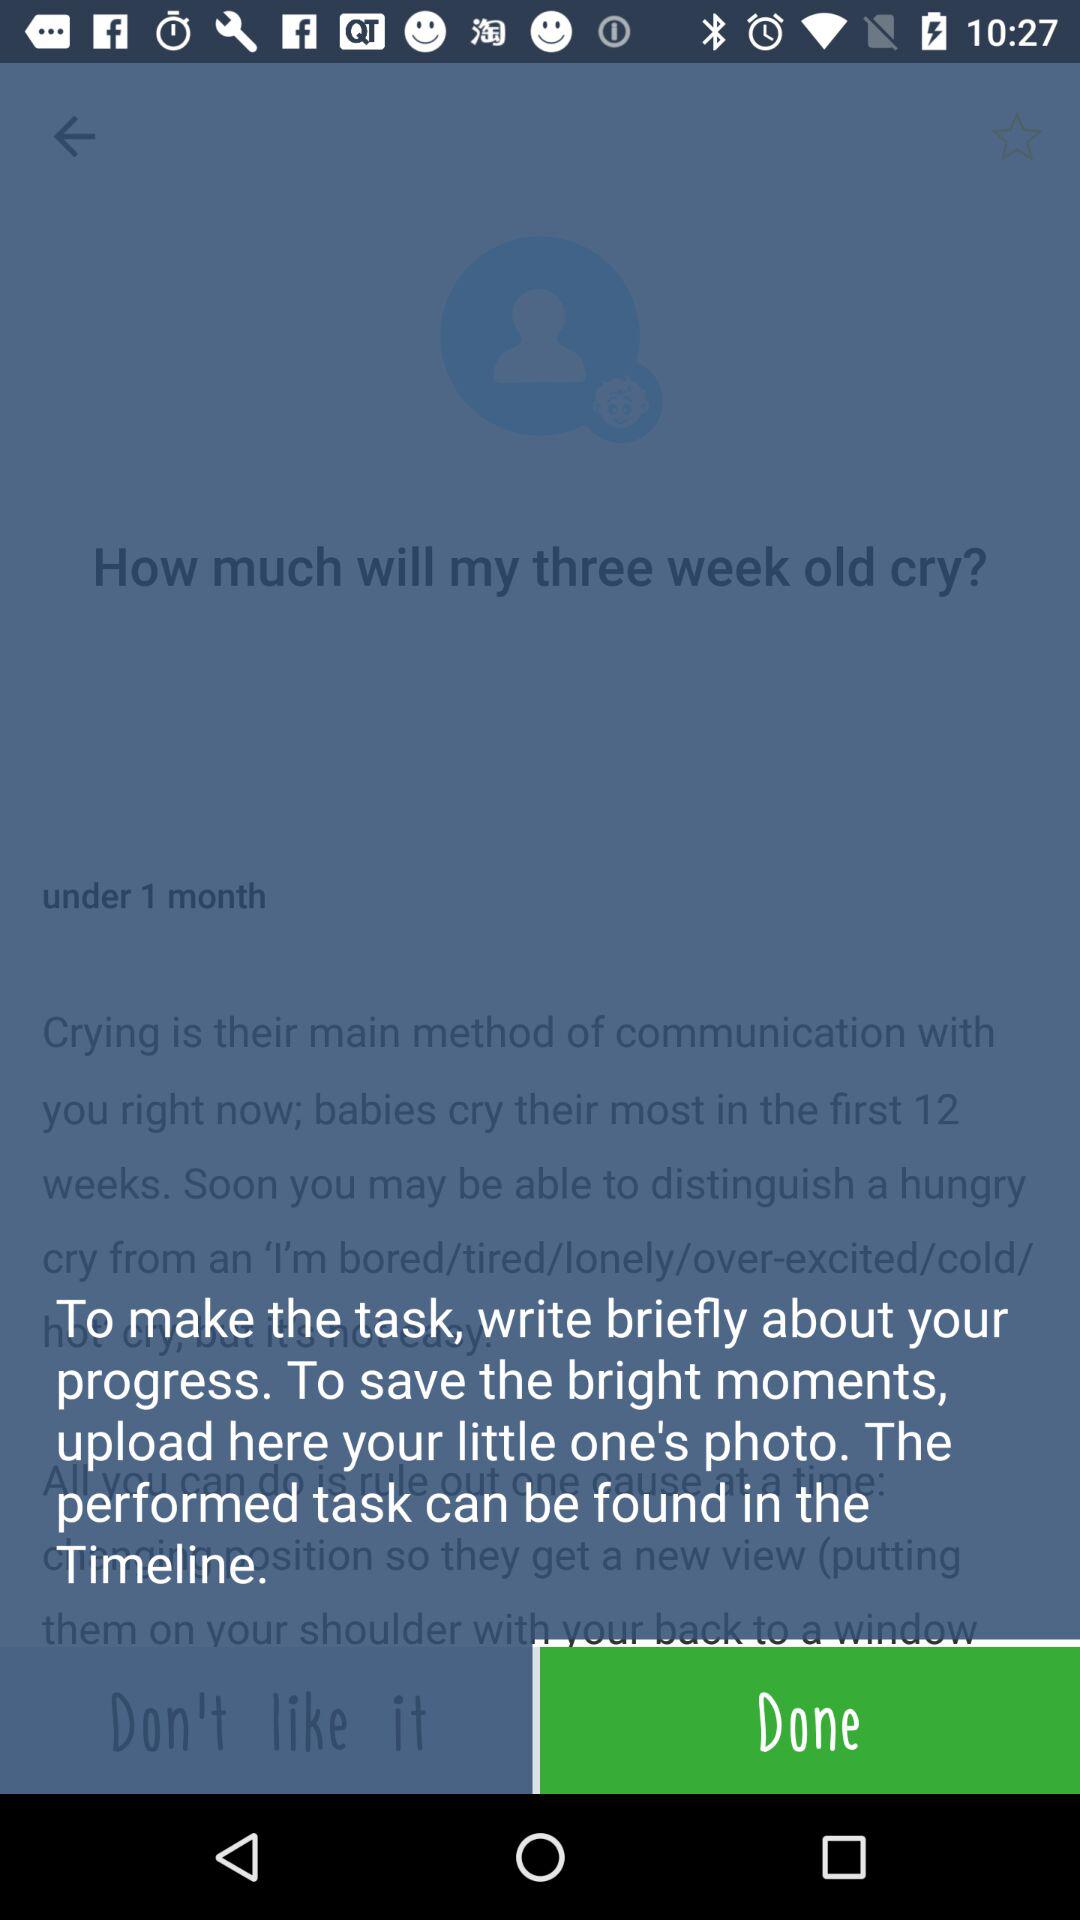 QT 淘 10:27
How much will my three week old cry?
under 1 month
Crying is their main method of communication with
you right now; babies cry their most in the first 12
weeks. Soon you may be able to distinguish a hungry
cry from an ‘I’m bored/tired/lonely/over-excited/cold/
hot’ cry, but it’s not easy.
All you can do is rule out one cause at a time:
changing position so they get a new view (putting
them on your shoulder with your back to a window
To make the task, write briefly about your
progress. To save the bright moments,
upload here your little one's photo. The
performed task can be found in the
Timeline.
Don't like it
Done